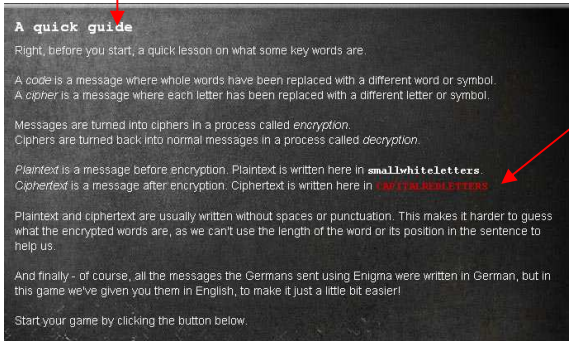 A quick guide
Right, before you start, a quick lesson on what some key words are.
A code is a message where whole words have been replaced with a different word or symbol.
A cipher is a message where each letter has been replaced with a different letter or symbol.
Messages are turned into ciphers in a process called encryption.
Ciphers are turned back into normal messages in a process called decryption.
Plaintext is a message before encryption. Plaintext is written here in smallwhiteletters.
Ciphertext is a message after encryption. Ciphertext is written here in CAPITALREDLETTERS
Plaintext and ciphertext are usually written without spaces or punctuation. This makes it harder to guess
what the encrypted words are, as we can't use the length of the word or its position in the sentence to
help us.
And finally - of course, all the messages the Germans sent using Enigma were written in German, but in
this game we've given you them in English, to make it just a little bit easier!
Start your game by clicking the button below.